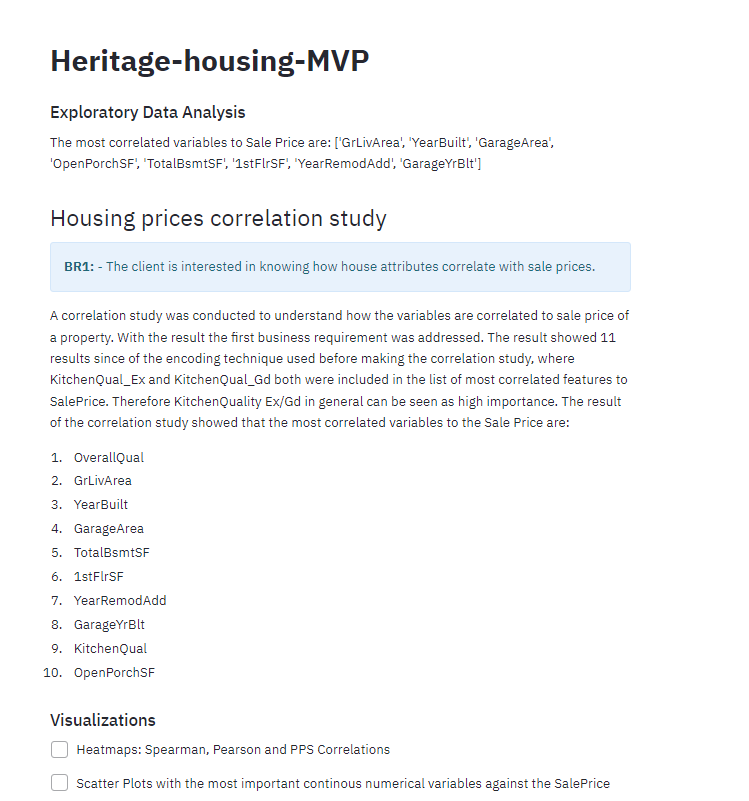 Heritage-housing-MVP
Exploratory Data Analysis
The most correlated variables to Sale Price are: ['GrLivArea', 'YearBuilt', 'GarageArea',
'OpenPorchSF', 'TotalBsmtSF', '1stFlrSF', 'YearRemodAdd', 'GarageYrBlt']
Housing prices correlation study
BR1: - The client is interested in knowing how house attributes correlate with sale prices.
A correlation study was conducted to understand how the variables are correlated to sale price of
a property. With the result the first business requirement was addressed. The result showed 11
results since of the encoding technique used before making the correlation study, where
KitchenQual_Ex and KitchenQual_Gd both were included in the list of most correlated features to
SalePrice. Therefore KitchenQuality Ex/Gd in general can be seen as high importance. The result
of the correlation study showed that the most correlated variables to the Sale Price are:
1. OverallQual
2. GrLivArea
3. YearBuilt
4. GarageArea
5. TotalBsmtSF
6. 1stFlrSF
7. YearRemodAdd
8. GarageYrBlt
9. KitchenQual
10. OpenPorchSF
Visualizations
Heatmaps: Spearman, Pearson and PPS Correlations
Scatter Plots with the most important continous numerical variables against the SalePrice